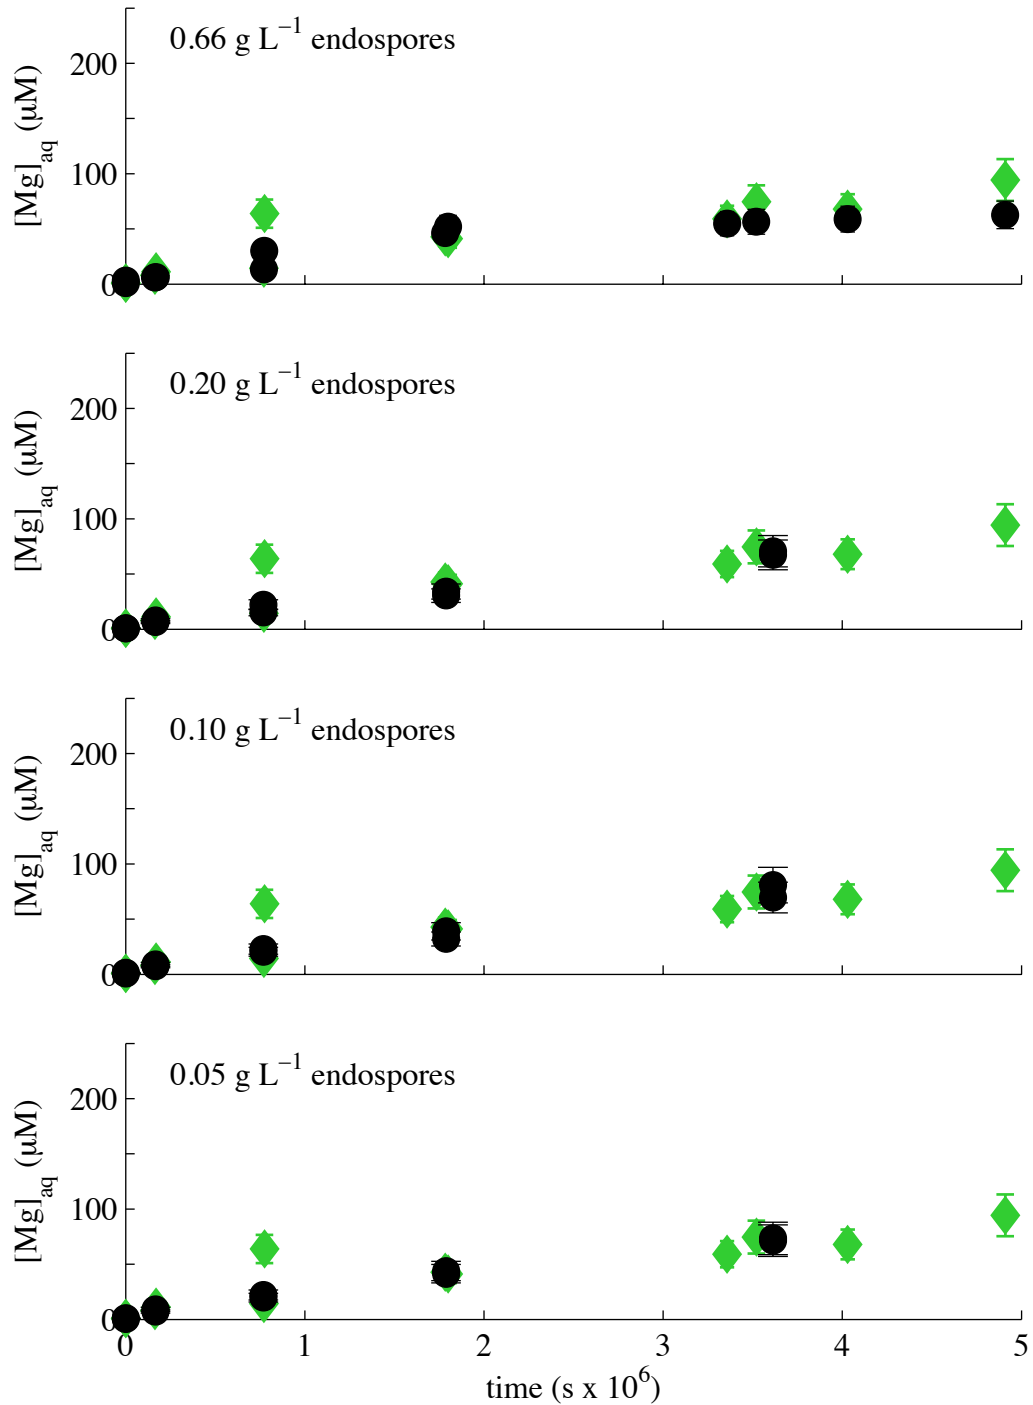 0.66 g L⁻¹ endospores
[Mg]aq (μM)
200
100
0
0.20 g L⁻¹ endospores
[Mg]aq (μM)
200
100
0
0.10 g L⁻¹ endospores
[Mg]aq (μM)
200
100
0
0.05 g L⁻¹ endospores
[Mg]aq (μM)
200
100
0
0 1 2 3 4 5
time (s x 10⁶)